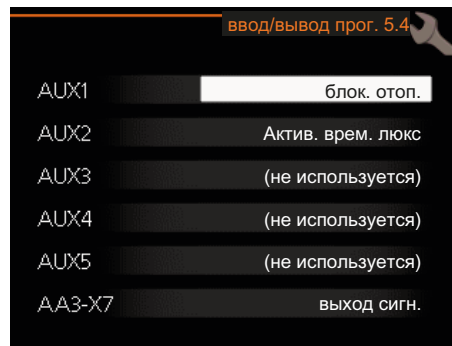 ввод/вывод прог. 5.4
AUX1 блок. отоп.
AUX2 Актив. врем. люкс
AUX3 (не используется)
AUX4 (не используется)
AUX5 (не используется)
AA3-X7 выход сигн.